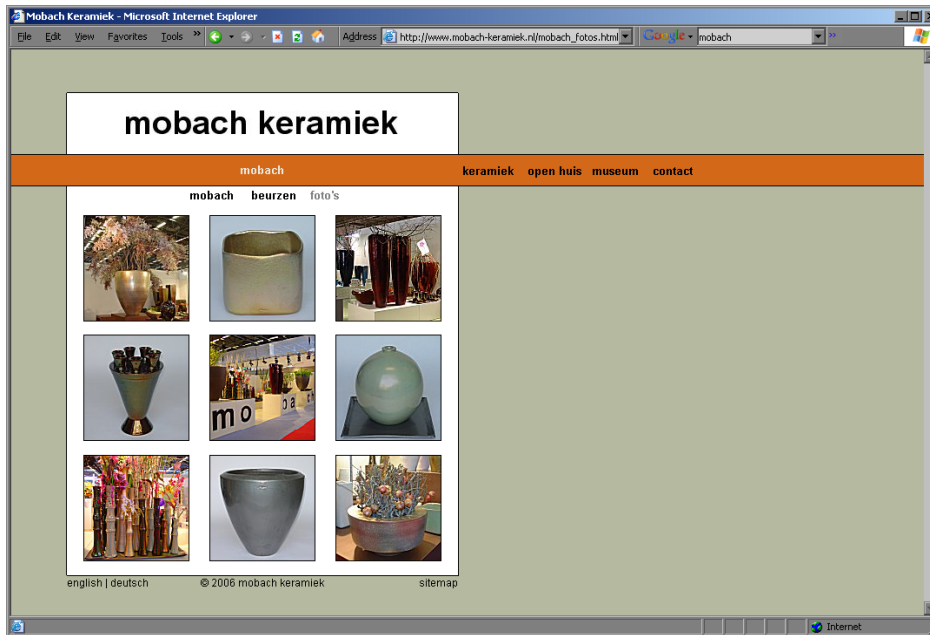 Mobach Keramiek - Microsoft Internet Explorer
File Edit View Favorites Tools » Address http://www.mobach-keramiek.nl/mobach_fotos.html Google mobach »
mobach keramiek
mobach keramiek open huis museum contact
mobach beurzen foto's
mo ba ch
english | deutsch © 2006 mobach keramiek sitemap
Internet